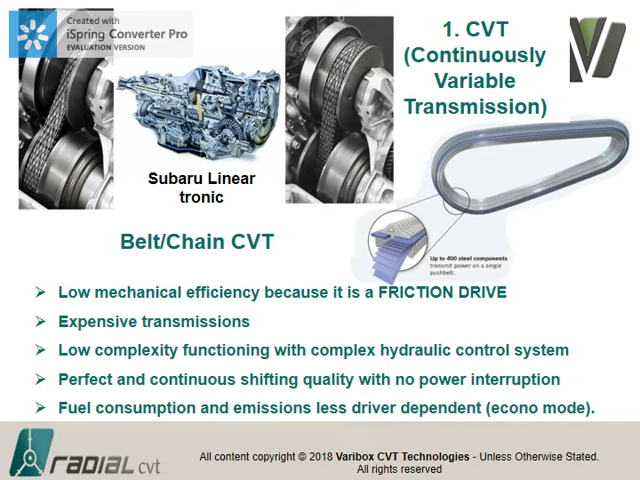 Created with
iSpring Converter Pro
EVALUATION VERSION
1. CVT
(Continuously
Variable
Transmission)
Subaru Linear
tronic
Belt/Chain CVT
Up to 400 steel components
transmit power on a single
pushbelt.
➢ Low mechanical efficiency because it is a FRICTION DRIVE
➢ Expensive transmissions
➢ Low complexity functioning with complex hydraulic control system
➢ Perfect and continuous shifting quality with no power interruption
➢ Fuel consumption and emissions less driver dependent (econo mode).
RADIAL cvt
All content copyright © 2018 Varibox CVT Technologies - Unless Otherwise Stated.
All rights reserved